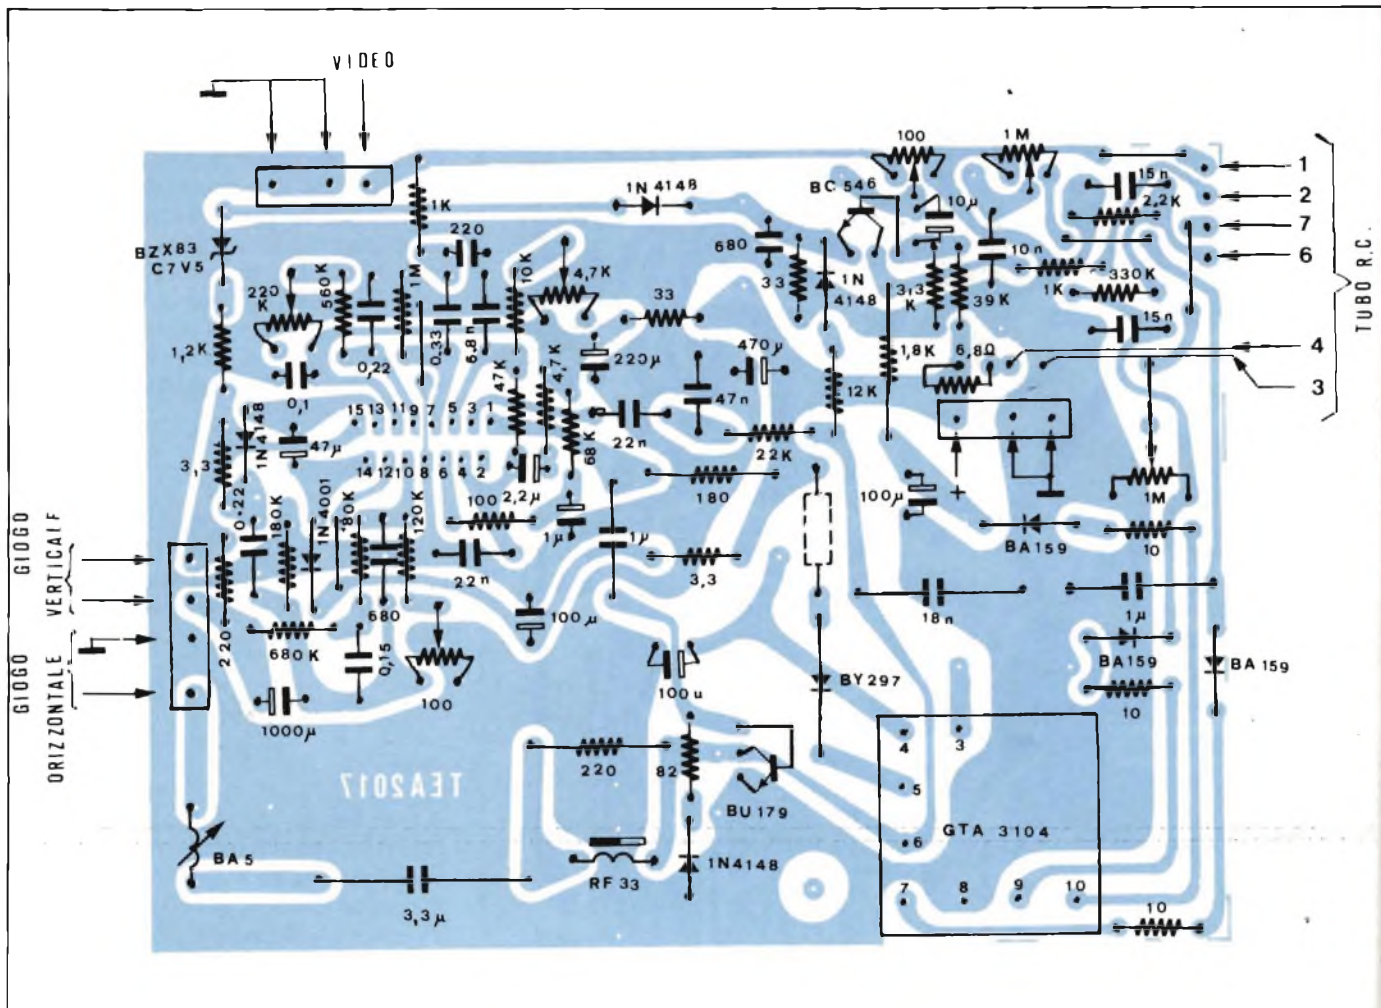 VIDEO
100
1M
1
15n
2
1N4148
BC 546
2,2K
1K
10µ
7
BZX83
C7V5
220
680
10n
6
TUBO R.C.
220
K
560K
1M
10K
4,7K
33
1N
4148
3,3
K
39K
1K
330K
0,33
6,8n
33
15n
1,2K
0,22
220µ
470µ
1,8K
6,8Ω
4
47K
4,7K
12K
3
0,1
47n
1N4148
15 13 11 9 7 5 3 1
47µ
68K
22n
22K
3,3
14 12 10 8 6 4 2
2,2µ
180
100µ
+
1M
0,22
180K
1N4001
180K
120K
100
1µ
1µ
BA159
10
GIOGO
VERTICALE
22n
3,3
680
100µ
18n
1µ
220
680K
0,15
BA159
BA 159
GIOGO
ORIZZONTALE
100
100u
BY 297
10
1000µ
4
3
220
82
TEA2017
5
BU 179
GTA 3104
6
BA5
RF 33
1N4148
7
8
9
10
3,3µ
10